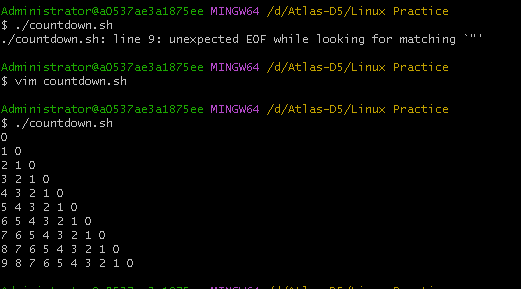 Administrator@a0537ae3a1875ee MINGW64 /d/Atlas-D5/Linux Practice
$ ./countdown.sh
./countdown.sh: line 9: unexpected EOF while looking for matching `"'
Administrator@a0537ae3a1875ee MINGW64 /d/Atlas-D5/Linux Practice
$ vim countdown.sh
Administrator@a0537ae3a1875ee MINGW64 /d/Atlas-D5/Linux Practice
$ ./countdown.sh
0
1 0
2 1 0
3 2 1 0
4 3 2 1 0
5 4 3 2 1 0
6 5 4 3 2 1 0
7 6 5 4 3 2 1 0
8 7 6 5 4 3 2 1 0
9 8 7 6 5 4 3 2 1 0